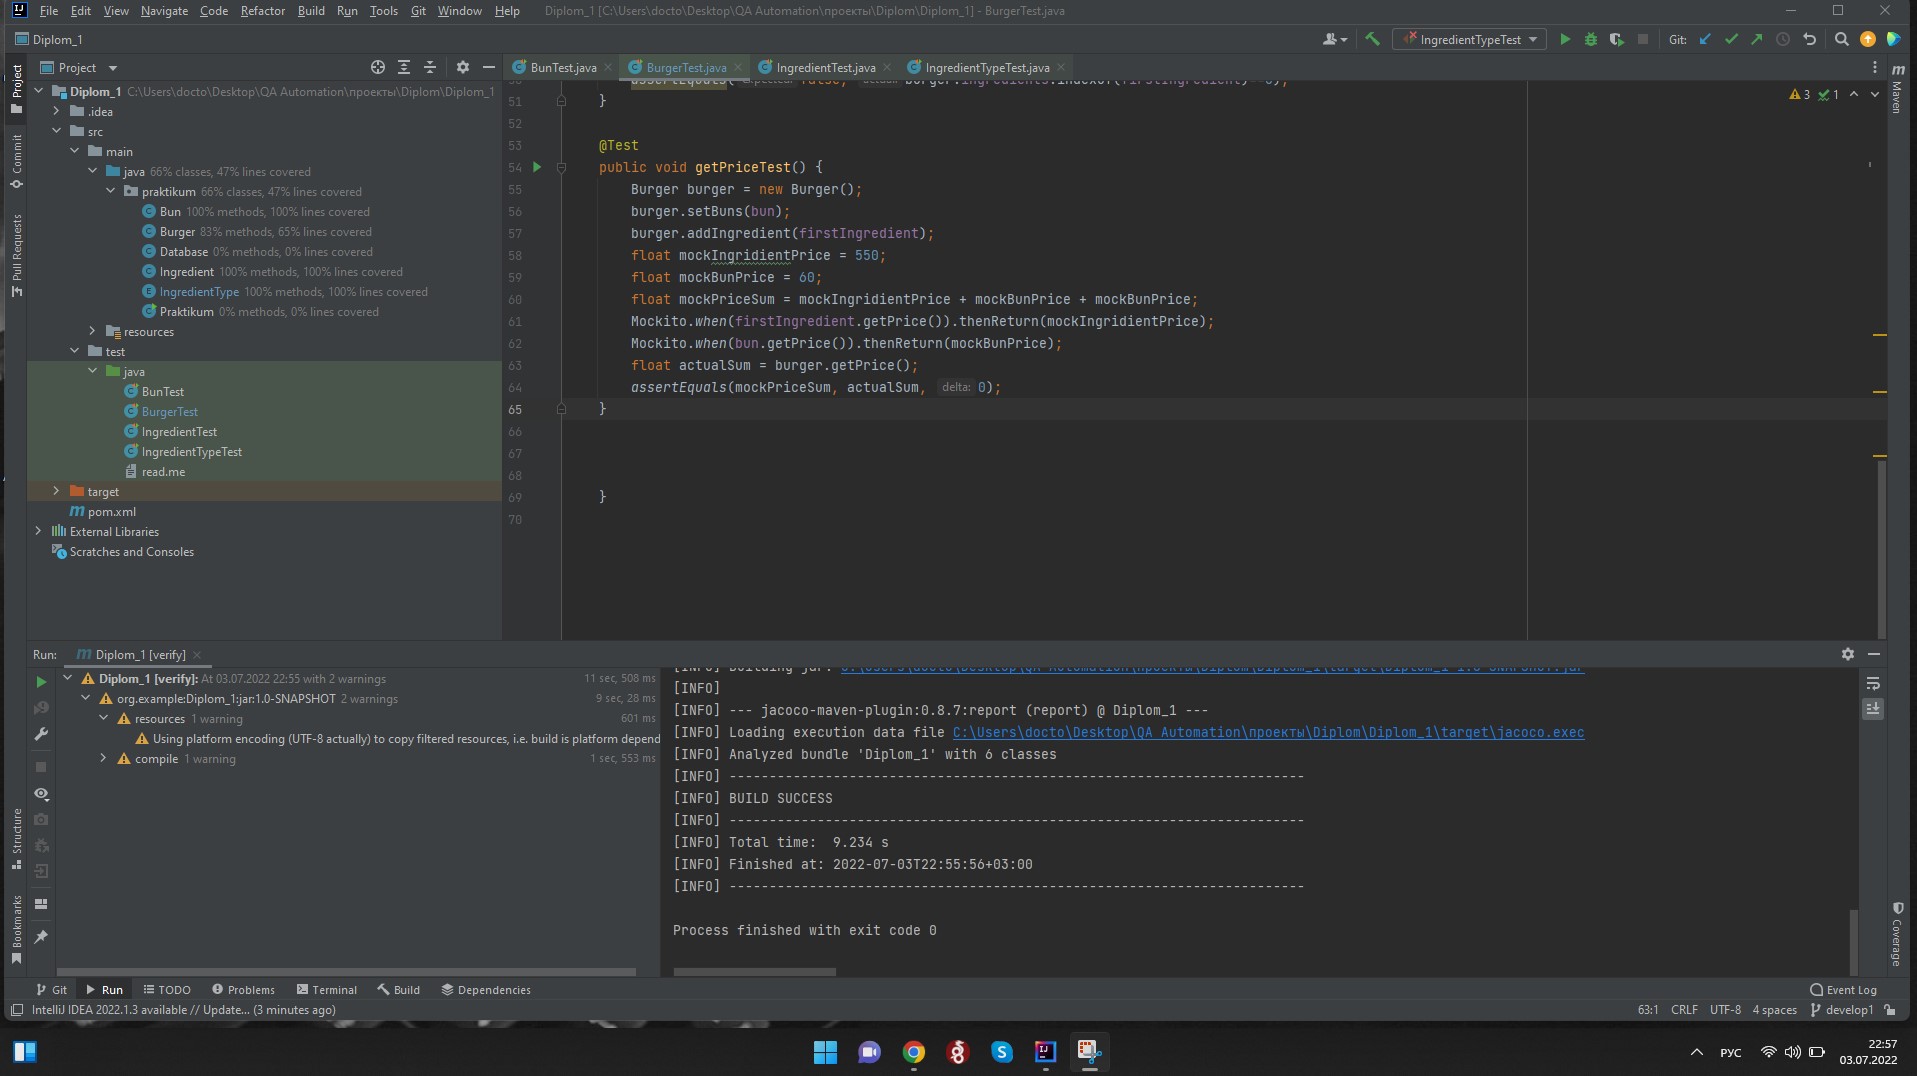 File Edit View Navigate Code Refactor Build Run Tools Git Window Help Diplom_1 [C:\Users\docto\Desktop\QA Automation\проекты\Diplom\Diplom_1] - BurgerTest.java
Diplom_1
IngredientTypeTest
Git:
Project
Project
BunTest.java
BurgerTest.java
IngredientTest.java
IngredientTypeTest.java
Maven
Diplom_1 C:\Users\docto\Desktop\QA Automation\проекты\Diplom\Diplom_1
.idea
src
main
java 66% classes, 47% lines covered
praktikum 66% classes, 47% lines covered
Bun 100% methods, 100% lines covered
Burger 83% methods, 65% lines covered
Database 0% methods, 0% lines covered
Ingredient 100% methods, 100% lines covered
IngredientType 100% methods, 100% lines covered
Praktikum 0% methods, 0% lines covered
resources
test
java
BunTest
BurgerTest
IngredientTest
IngredientTypeTest
read.me
target
pom.xml
External Libraries
Scratches and Consoles
Commit
Pull Requests
3 1
51 }
52
53 @Test
54 public void getPriceTest() {
55 Burger burger = new Burger();
56 burger.setBuns(bun);
57 burger.addIngredient(firstIngredient);
58 float mockIngridientPrice = 550;
59 float mockBunPrice = 60;
60 float mockPriceSum = mockIngridientPrice + mockBunPrice + mockBunPrice;
61 Mockito.when(firstIngredient.getPrice()).thenReturn(mockIngridientPrice);
62 Mockito.when(bun.getPrice()).thenReturn(mockBunPrice);
63 float actualSum = burger.getPrice();
64 assertEquals(mockPriceSum, actualSum, delta: 0);
65 }
66
67
68
69 }
70
Run: Diplom_1 [verify]
Diplom_1 [verify]: At 03.07.2022 22:55 with 2 warnings 11 sec, 508 ms
org.example:Diplom_1:jar:1.0-SNAPSHOT 2 warnings 9 sec, 28 ms
resources 1 warning 601 ms
Using platform encoding (UTF-8 actually) to copy filtered resources, i.e. build is platform depend
compile 1 warning 1 sec, 553 ms
[INFO] Building jar: C:\Users\docto\Desktop\QA Automation\проекты\Diplom\Diplom_1\target\Diplom_1-1.0-SNAPSHOT.jar
[INFO]
[INFO] --- jacoco-maven-plugin:0.8.7:report (report) @ Diplom_1 ---
[INFO] Loading execution data file C:\Users\docto\Desktop\QA Automation\проекты\Diplom\Diplom_1\target\jacoco.exec
[INFO] Analyzed bundle 'Diplom_1' with 6 classes
[INFO] ------------------------------------------------------------------------
[INFO] BUILD SUCCESS
[INFO] ------------------------------------------------------------------------
[INFO] Total time:  9.234 s
[INFO] Finished at: 2022-07-03T22:55:56+03:00
[INFO] ------------------------------------------------------------------------
Process finished with exit code 0
Structure
Bookmarks
Coverage
Git Run TODO Problems Terminal Build Dependencies Event Log
IntelliJ IDEA 2022.1.3 available // Update... (3 minutes ago) 63:1 CRLF UTF-8 4 spaces develop1
РУС 22:57
03.07.2022